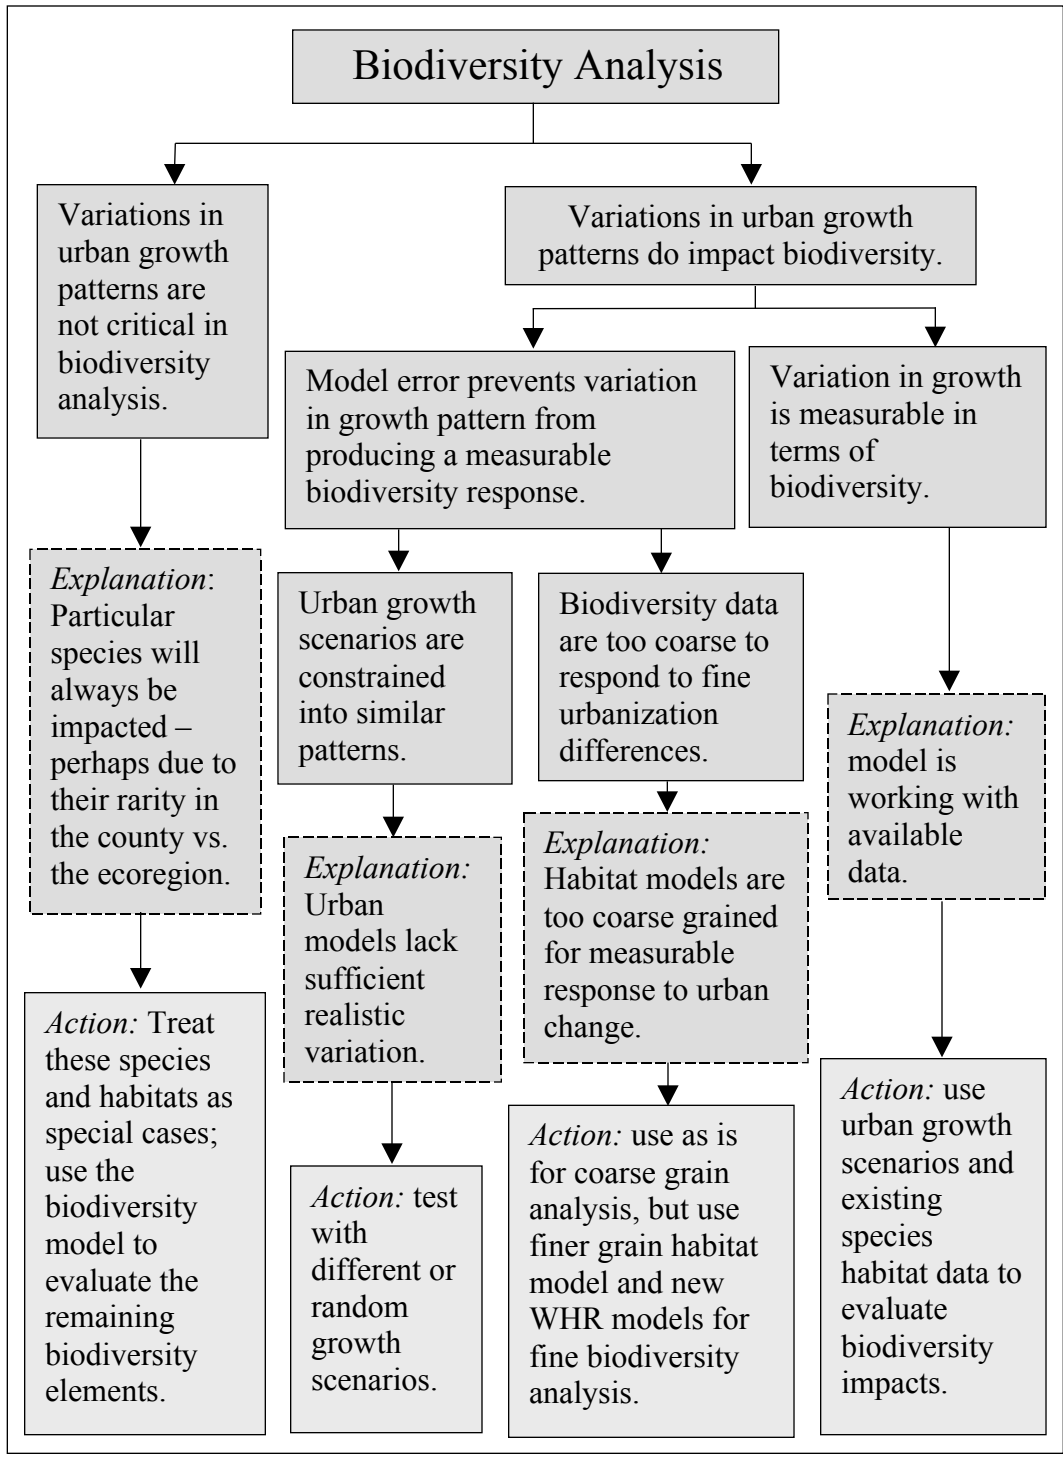 Biodiversity Analysis
Variations in
urban growth
patterns are
not critical in
biodiversity
analysis.
Variations in urban growth
patterns do impact biodiversity.
Model error prevents variation
in growth pattern from
producing a measurable
biodiversity response.
Variation in growth
is measurable in
terms of
biodiversity.
Explanation:
Particular
species will
always be
impacted –
perhaps due to
their rarity in
the county vs.
the ecoregion.
Urban growth
scenarios are
constrained
into similar
patterns.
Biodiversity data
are too coarse to
respond to fine
urbanization
differences.
Explanation:
model is
working with
available
data.
Explanation:
Urban
models lack
sufficient
realistic
variation.
Explanation:
Habitat models are
too coarse grained
for measurable
response to urban
change.
Action: Treat
these species
and habitats as
special cases;
use the
biodiversity
model to
evaluate the
remaining
biodiversity
elements.
Action: test
with
different or
random
growth
scenarios.
Action: use as is
for coarse grain
analysis, but use
finer grain habitat
model and new
WHR models for
fine biodiversity
analysis.
Action: use
urban growth
scenarios and
existing
species
habitat data to
evaluate
biodiversity
impacts.